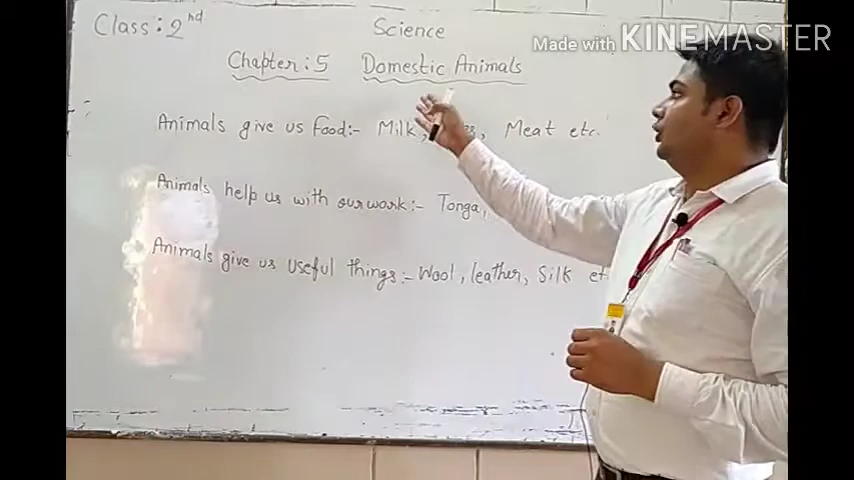 Class: 2nd
Science
Made with KINEMASTER
Chapter: 5 Domestic Animals
Animals give us food:- Milk, Meat etc.
Animals help us with our work:- Tonga,
Animals give us useful things:- Wool, leather, Silk et